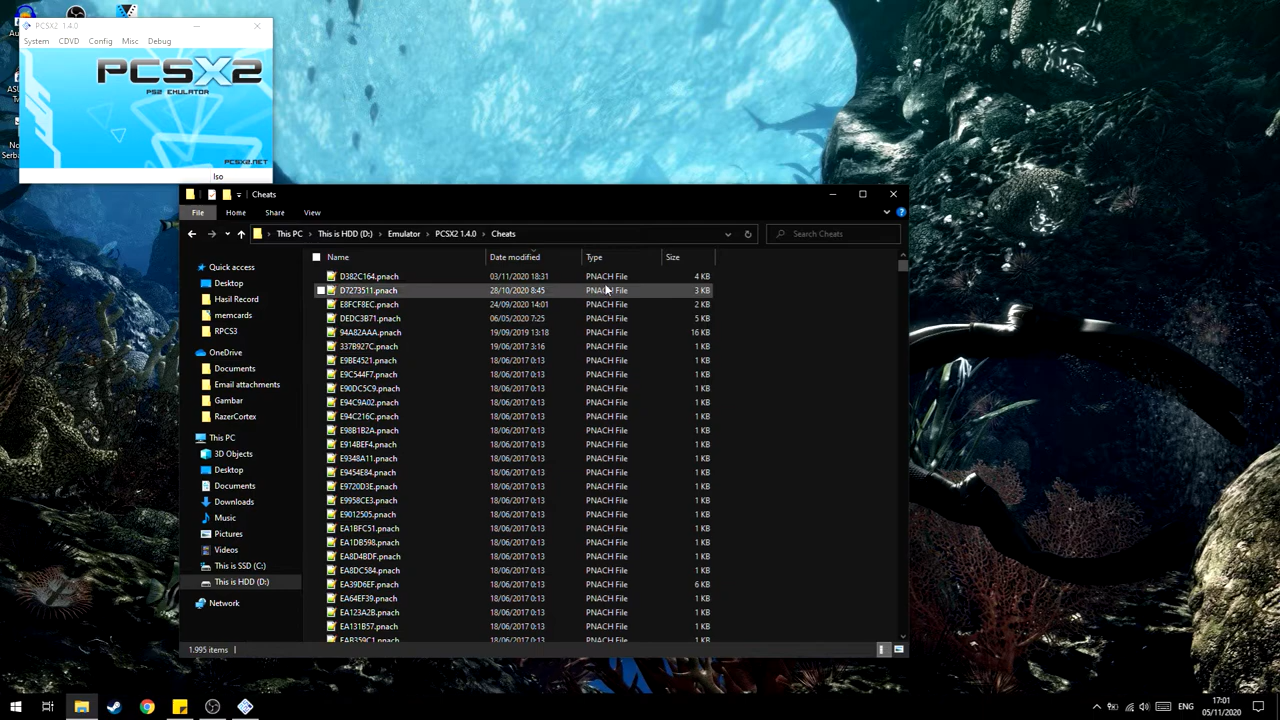 PCSX2 1.4.0
System CDVD Config Misc Debug
PCSX2
PS2 EMULATOR
PCSX2.NET
Iso
Cheats
File Home Share View
This PC This is HDD (D:) Emulator PCSX2 1.4.0 Cheats Search Cheats
Name Date modified Type Size
Quick access
Desktop
Hasil Record
memcards
RPCS3
OneDrive
Documents
Email attachments
Gambar
RazerCortex
This PC
3D Objects
Desktop
Documents
Downloads
Music
Pictures
Videos
This is SSD (C:)
This is HDD (D:)
Network
D382C164.pnach 03/11/2020 18:31 PNACH File 4 KB
D7273511.pnach 28/10/2020 8:45 PNACH File 3 KB
E8FCF8EC.pnach 24/09/2020 14:01 PNACH File 2 KB
DEDC3B71.pnach 06/05/2020 7:25 PNACH File 5 KB
94A82AAA.pnach 19/09/2019 13:18 PNACH File 16 KB
337B927C.pnach 19/06/2017 3:16 PNACH File 1 KB
E9BE4521.pnach 18/06/2017 0:13 PNACH File 1 KB
E9C544F7.pnach 18/06/2017 0:13 PNACH File 1 KB
E90DC5C9.pnach 18/06/2017 0:13 PNACH File 1 KB
E94C9A02.pnach 18/06/2017 0:13 PNACH File 1 KB
E94C216C.pnach 18/06/2017 0:13 PNACH File 1 KB
E98B1B2A.pnach 18/06/2017 0:13 PNACH File 1 KB
E914BEF4.pnach 18/06/2017 0:13 PNACH File 1 KB
E9348A11.pnach 18/06/2017 0:13 PNACH File 1 KB
E9454E84.pnach 18/06/2017 0:13 PNACH File 1 KB
E9720D3E.pnach 18/06/2017 0:13 PNACH File 1 KB
E9958CE3.pnach 18/06/2017 0:13 PNACH File 1 KB
E9012505.pnach 18/06/2017 0:13 PNACH File 1 KB
EA1BFC51.pnach 18/06/2017 0:13 PNACH File 1 KB
EA1DB598.pnach 18/06/2017 0:13 PNACH File 1 KB
EA8D4BDF.pnach 18/06/2017 0:13 PNACH File 1 KB
EA8DC584.pnach 18/06/2017 0:13 PNACH File 1 KB
EA39D6EF.pnach 18/06/2017 0:13 PNACH File 6 KB
EA64EF39.pnach 18/06/2017 0:13 PNACH File 1 KB
EA123A2B.pnach 18/06/2017 0:13 PNACH File 1 KB
EA131B57.pnach 18/06/2017 0:13 PNACH File 1 KB
EAB359C1.pnach 18/06/2017 0:13 PNACH File 1 KB
1.995 items
ENG
17:01
05/11/2020